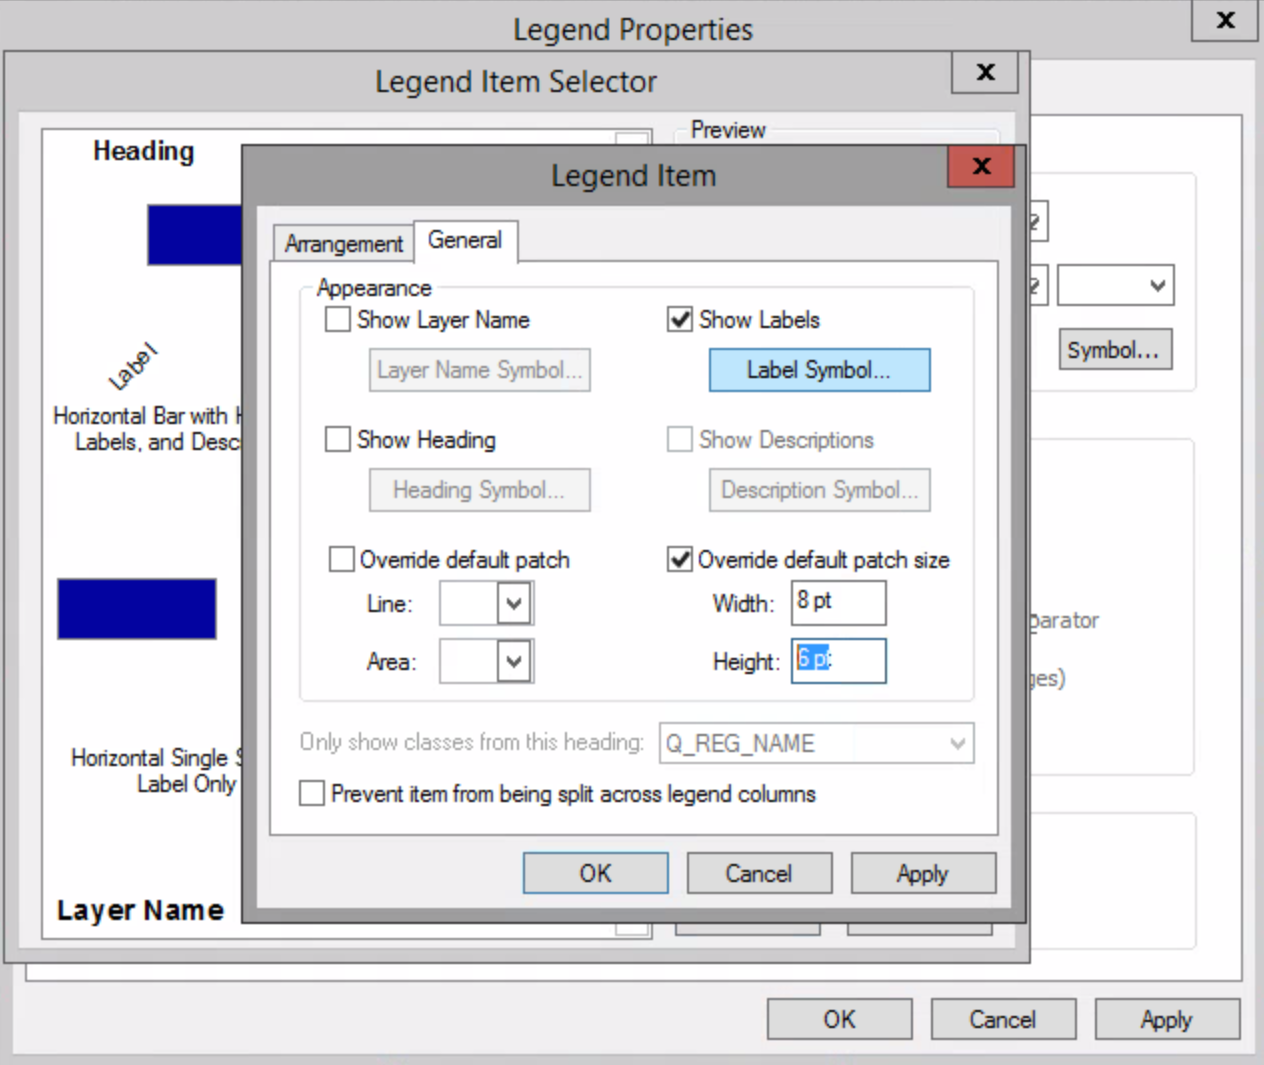 Legend Properties
x
Legend Item Selector
x
Heading
Preview
Legend Item
x
Arrangement
General
Appearance
Show Layer Name
Show Labels
Layer Name Symbol...
Label Symbol...
Symbol...
Label
Horizontal Bar with
Labels, and Desc
Show Heading
Show Descriptions
Heading Symbol...
Description Symbol...
Override default patch
Override default patch size
Line:
Width: 8 pt
parator
Area:
Height: 6 pt
ges)
Only show classes from this heading: Q_REG_NAME
Horizontal Single
Label Only
Prevent item from being split across legend columns
OK
Cancel
Apply
Layer Name
OK
Cancel
Apply